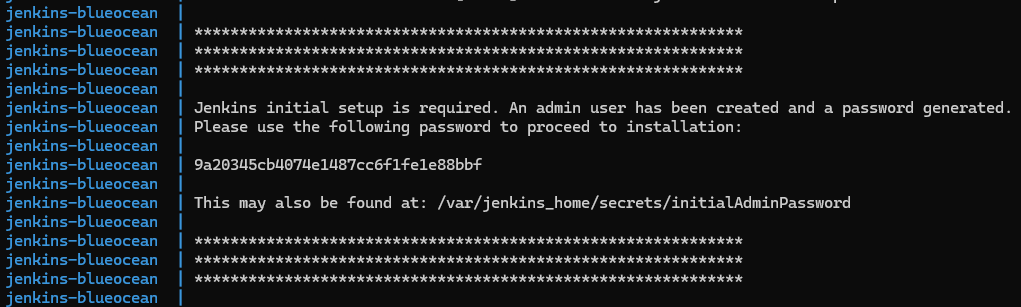 jenkins-blueocean |
jenkins-blueocean | *************************************************************
jenkins-blueocean | *************************************************************
jenkins-blueocean | *************************************************************
jenkins-blueocean |
jenkins-blueocean | Jenkins initial setup is required. An admin user has been created and a password generated.
jenkins-blueocean | Please use the following password to proceed to installation:
jenkins-blueocean |
jenkins-blueocean | 9a20345cb4074e1487cc6f1fe1e88bbf
jenkins-blueocean |
jenkins-blueocean | This may also be found at: /var/jenkins_home/secrets/initialAdminPassword
jenkins-blueocean |
jenkins-blueocean | *************************************************************
jenkins-blueocean | *************************************************************
jenkins-blueocean | *************************************************************
jenkins-blueocean |